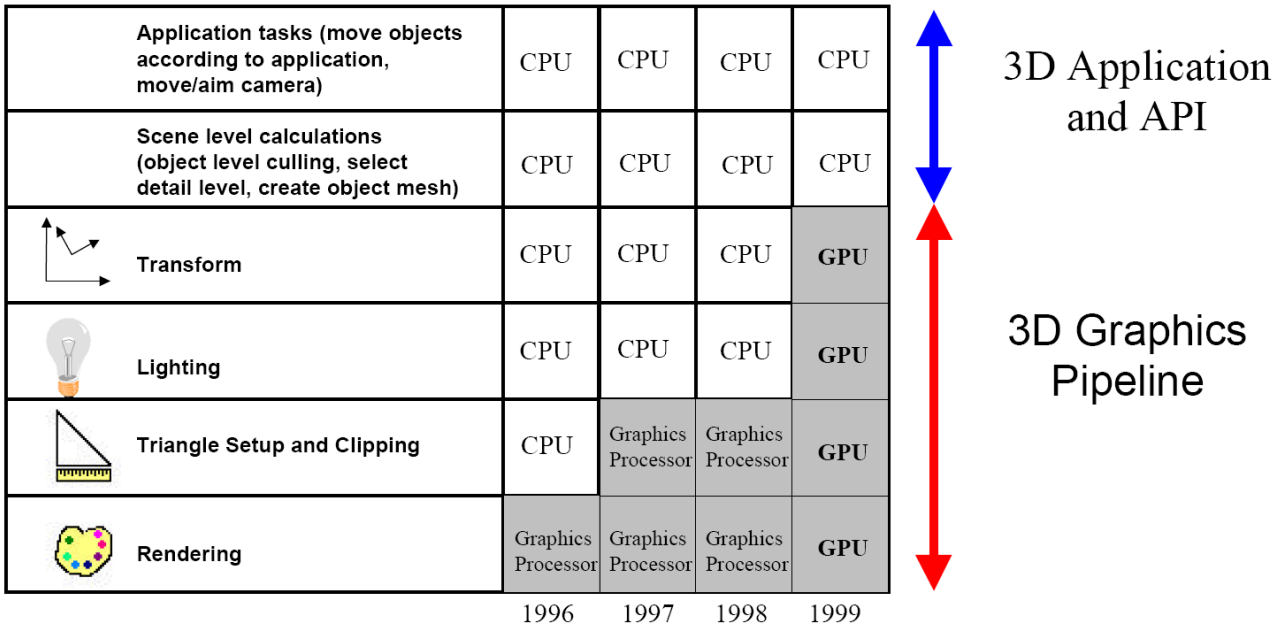 Application tasks (move objects
according to application,
move/aim camera)
CPU
CPU
CPU
CPU
3D Application
and API
Scene level calculations
(object level culling, select
detail level, create object mesh)
CPU
CPU
CPU
CPU
Transform
CPU
CPU
CPU
GPU
Lighting
CPU
CPU
CPU
GPU
3D Graphics
Pipeline
Triangle Setup and Clipping
CPU
Graphics
Processor
Graphics
Processor
GPU
Rendering
Graphics
Processor
Graphics
Processor
Graphics
Processor
GPU
1996
1997
1998
1999